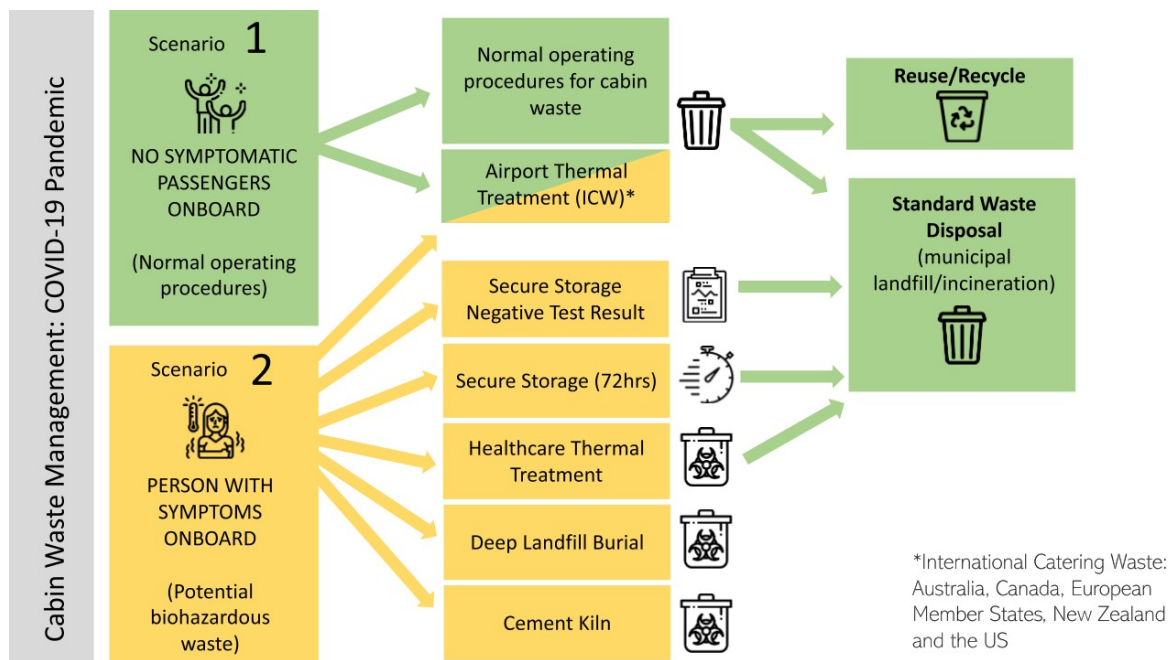 Cabin Waste Management: COVID-19 Pandemic
Scenario 1
NO SYMPTOMATIC
PASSENGERS
ONBOARD
(Normal operating
procedures)
Scenario 2
PERSON WITH
SYMPTOMS
ONBOARD
(Potential
biohazardous
waste)
Normal operating
procedures for cabin
waste
Airport Thermal
Treatment (ICW)*
Secure Storage
Negative Test Result
Secure Storage (72hrs)
Healthcare Thermal
Treatment
Deep Landfill Burial
Cement Kiln
Reuse/Recycle
Standard Waste
Disposal
(municipal
landfill/incineration)
*International Catering Waste:
Australia, Canada, European
Member States, New Zealand
and the US